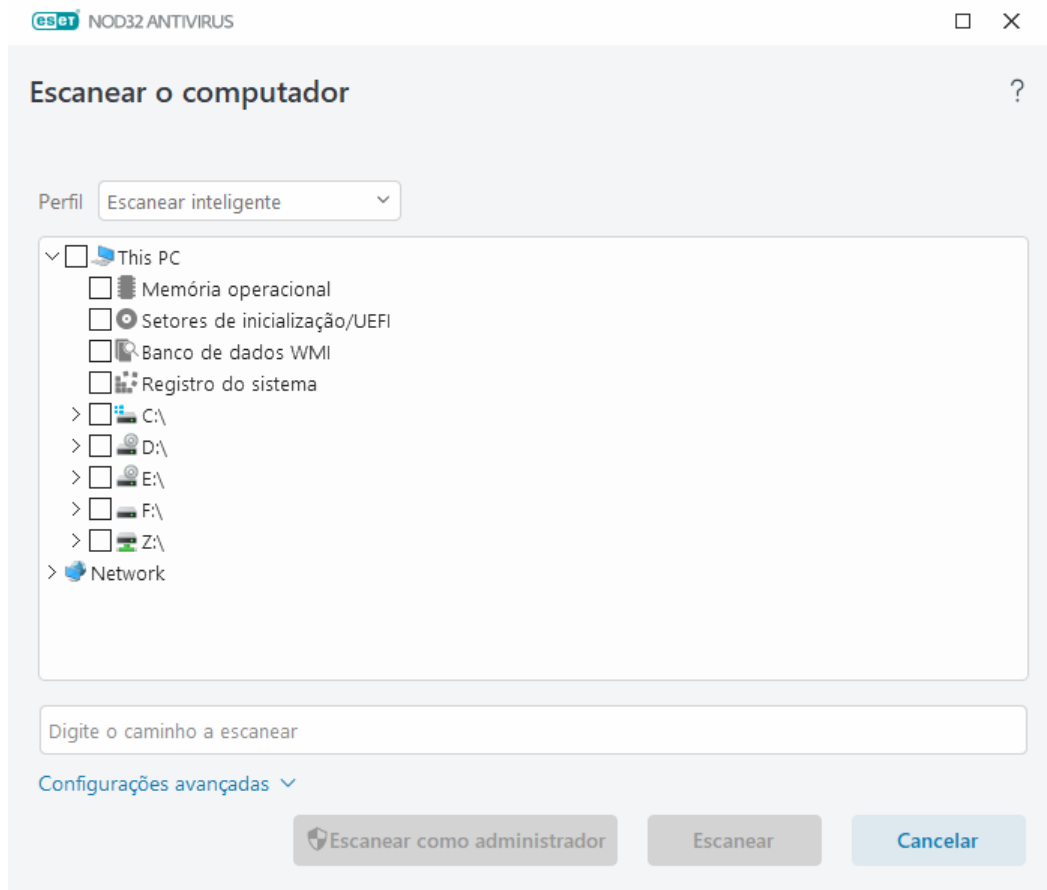 eset NOD32 ANTIVIRUS
Escanear o computador
?
Perfil Escanear inteligente
This PC
Memória operacional
Setores de inicialização/UEFI
Banco de dados WMI
Registro do sistema
C:\
D:\
E:\
F:\
Z:\
Network
Digite o caminho a escanear
Configurações avançadas
Escanear como administrador Escanear Cancelar